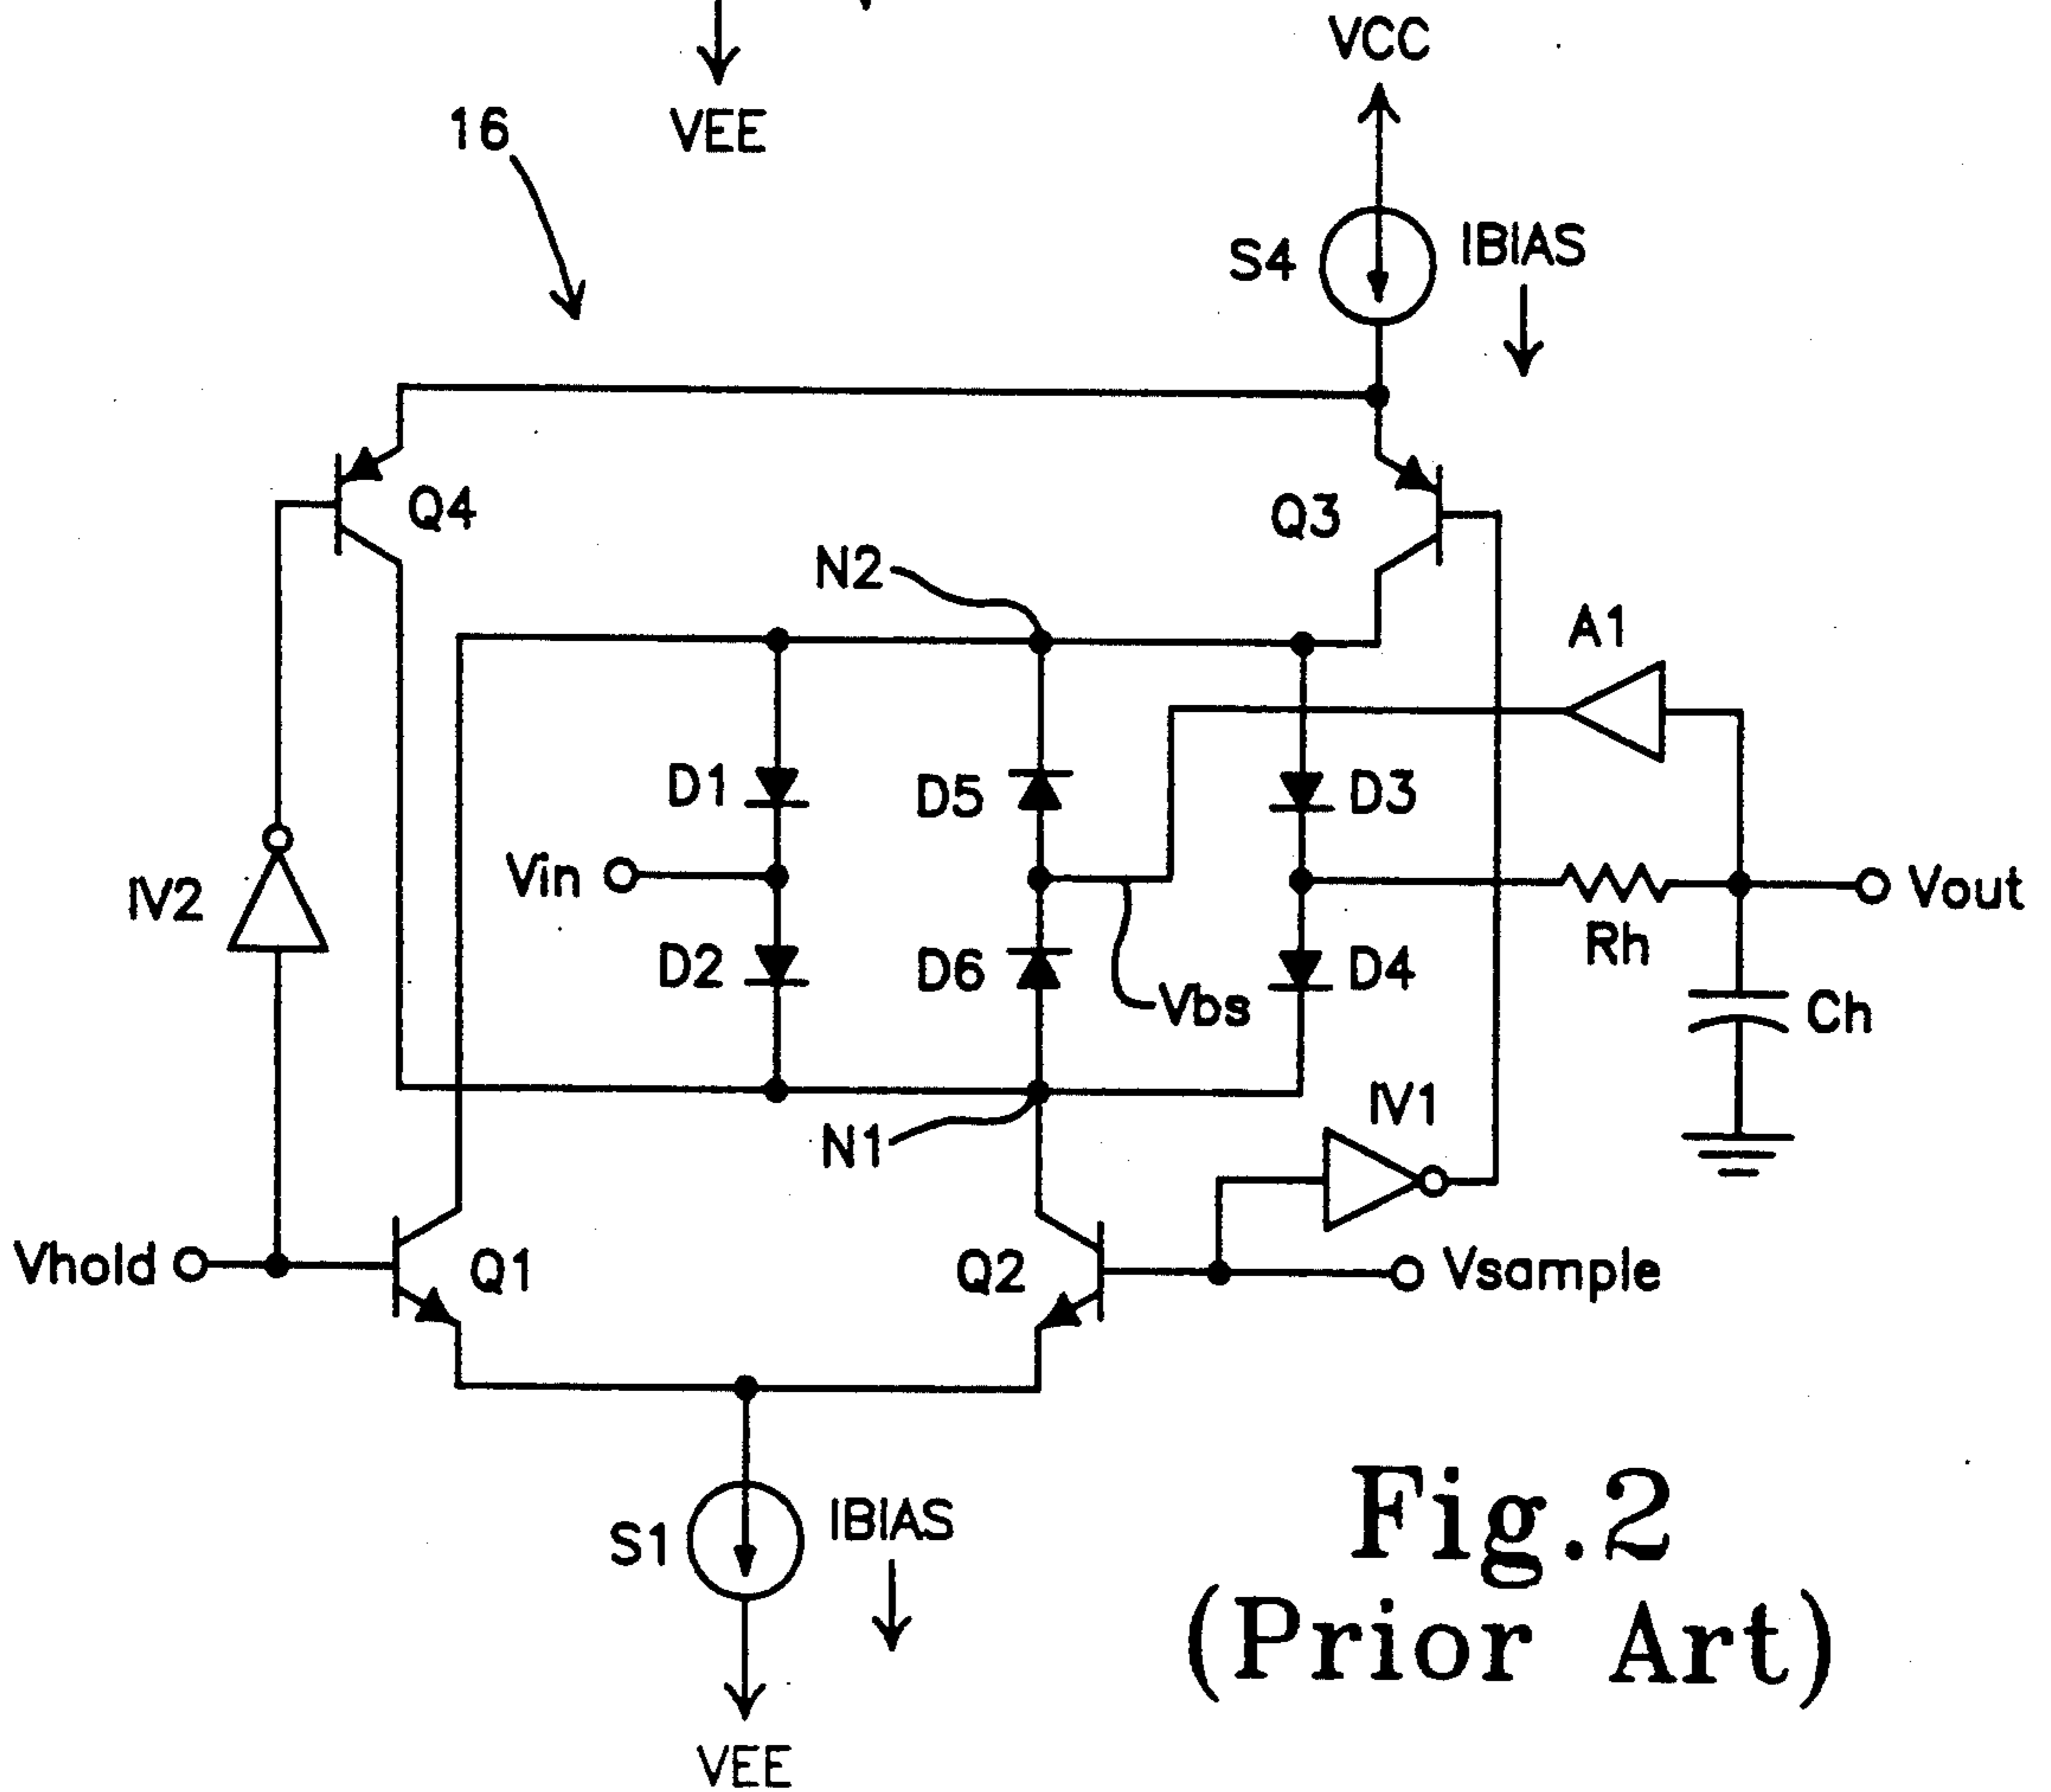 VCC
16
VEE
S4
IBIAS
Q4
Q3
N2
A1
D1
D5
D3
Vin
IV2
Vout
Rh
D2
D6
D4
Vbs
Ch
N1
IV1
Vhold
Q1
Q2
Vsample
S1
IBIAS
Fig.2
(Prior Art)
VEE